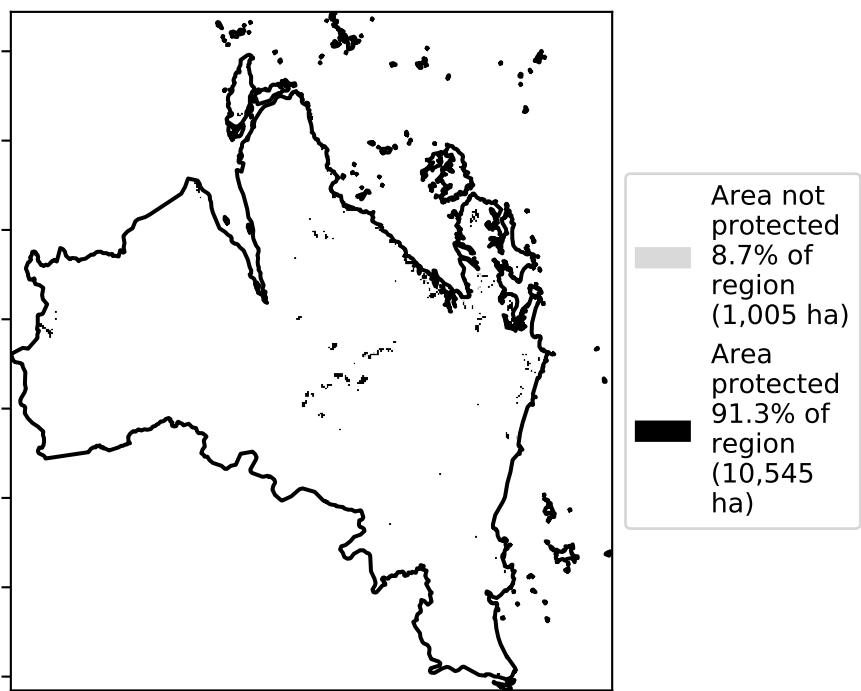 Area not
protected
8.7% of
region
(1,005 ha)
Area
protected
91.3% of
region
(10,545
ha)